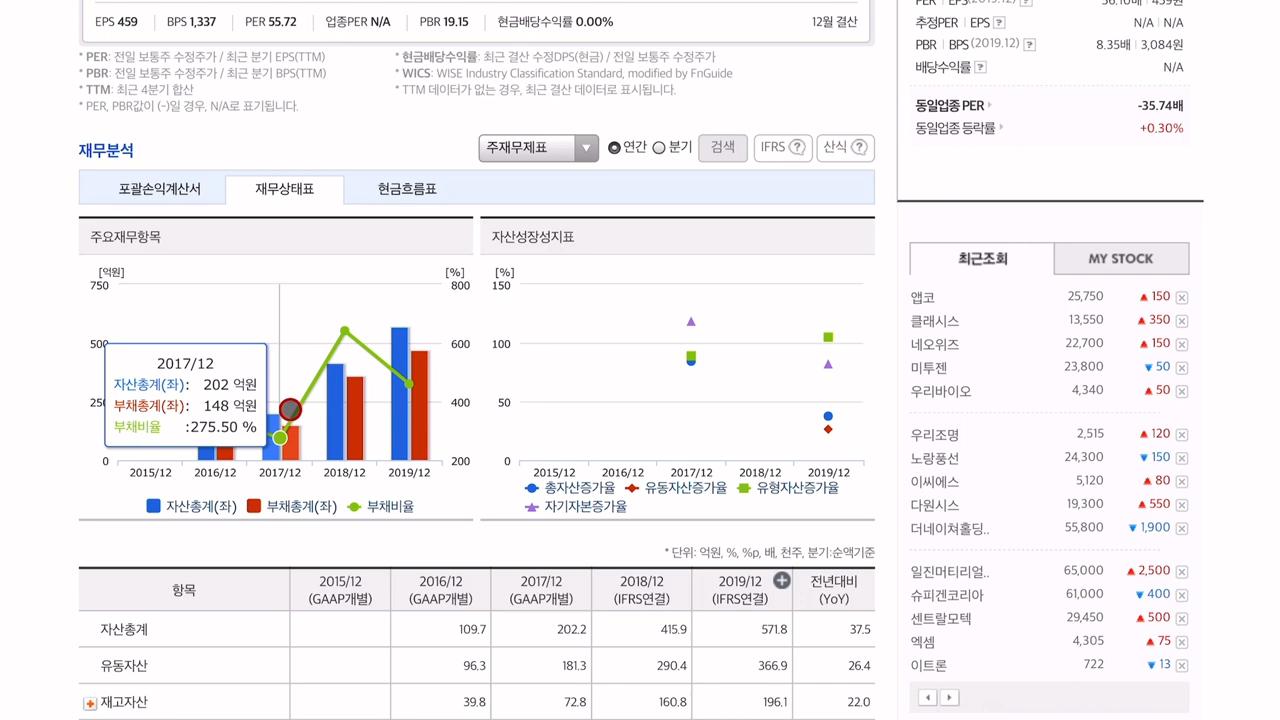 EPS 459 BPS 1,337 PER 55.72 업종PER N/A PBR 19.15 현금배당수익률 0.00% 12월 결산
* PER: 전일 보통주 수정주가 / 최근 분기 EPS(TTM)
* PBR: 전일 보통주 수정주가 / 최근 분기 BPS(TTM)
* TTM: 최근 4분기 합산
* PER, PBR값이 (-)일 경우, N/A로 표기됩니다.
* 현금배당수익률: 최근 결산 수정DPS(현금) / 전일 보통주 수정주가
* WICS: WISE Industry Classification Standard, modified by FnGuide
* TTM 데이터가 없는 경우, 최근 결산 데이터로 표시됩니다.
재무분석 주재무제표 연간 분기 검색 IFRS ? 산식 ?
포괄손익계산서 재무상태표 현금흐름표
주요재무항목
[억원] [%]
750 800
500 600
250 400
0 200
2017/12
자산총계(좌): 202 억원
부채총계(좌): 148 억원
부채비율 :275.50 %
2015/12 2016/12 2017/12 2018/12 2019/12
자산총계(좌) 부채총계(좌) 부채비율
자산성장성지표
[%]
150
100
50
0
2015/12 2016/12 2017/12 2018/12 2019/12
총자산증가율 유동자산증가율 유형자산증가율
자기자본증가율
* 단위: 억원, %, %p, 배, 천주, 분기:순액기준
항목 2015/12 (GAAP개별) 2016/12 (GAAP개별) 2017/12 (GAAP개별) 2018/12 (IFRS연결) 2019/12 (IFRS연결) 전년대비 (YoY)
자산총계 109.7 202.2 415.9 571.8 37.5
유동자산 96.3 181.3 290.4 366.9 26.4
재고자산 39.8 72.8 160.8 196.1 22.0
PER EPS(2019.12) ? 56.10배 459원
추정PER EPS ? N/A N/A
PBR BPS (2019.12) ? 8.35배 3,084원
배당수익률 ? N/A
동일업종 PER -35.74배
동일업종 등락률 +0.30%
최근조회 MY STOCK
앱코 25,750 ▲ 150
클래시스 13,550 ▲ 350
네오위즈 22,700 ▲ 150
미투젠 23,800 ▼ 50
우리바이오 4,340 ▲ 50
우리조명 2,515 ▲ 120
노랑풍선 24,300 ▼ 150
이씨에스 5,120 ▲ 80
다원시스 19,300 ▲ 550
더네이쳐홀딩.. 55,800 ▼ 1,900
일진머티리얼.. 65,000 ▲ 2,500
슈피겐코리아 61,000 ▼ 400
센트랄모텍 29,450 ▲ 500
엑셈 4,305 ▲ 75
이트론 722 ▼ 13